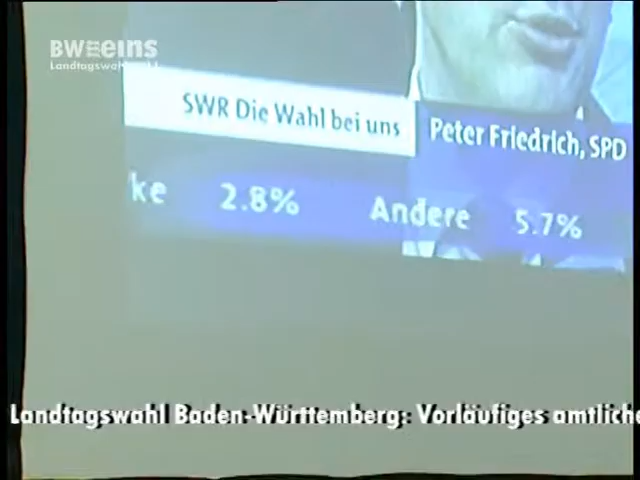 BW eins
Landtagswahl
SWR Die Wahl bei uns
Peter Friedrich, SPD
ke 2.8% Andere 5.7%
Landtagswahl Baden-Württemberg: Vorläufiges amtliche